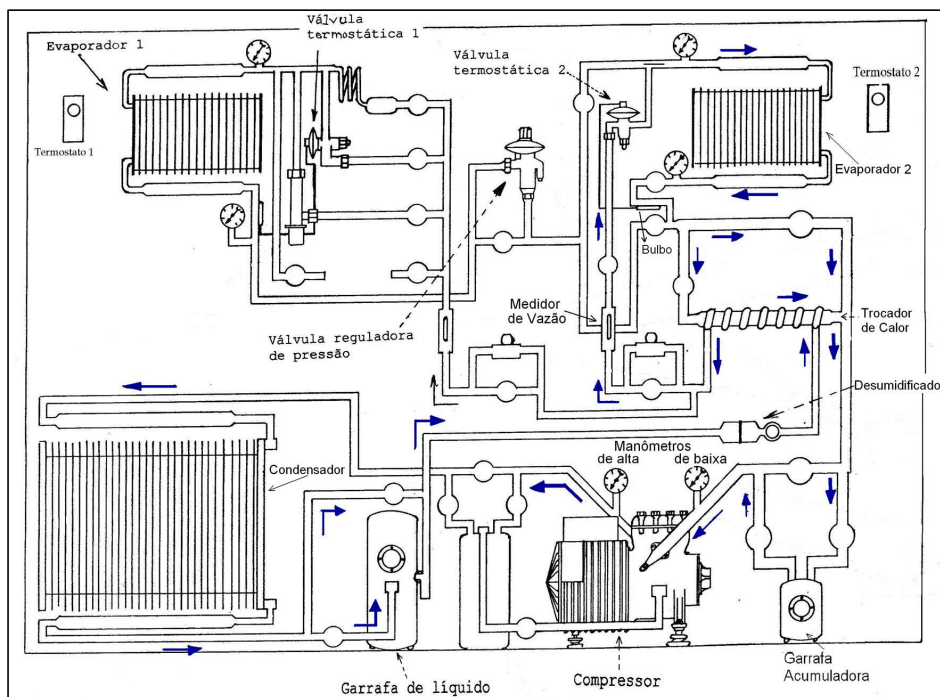 Evaporador 1
Válvula
termostática 1
Válvula
termostática 2
Termostato 2
Termostato 1
Evaporador 2
Bulbo
Medidor
de Vazão
Trocador
de Calor
Válvula reguladora
de pressão
Desumidificado
Condensador
Manômetros
de alta
de baixa
Garrafa de líquido
Compressor
Garrafa
Acumuladora